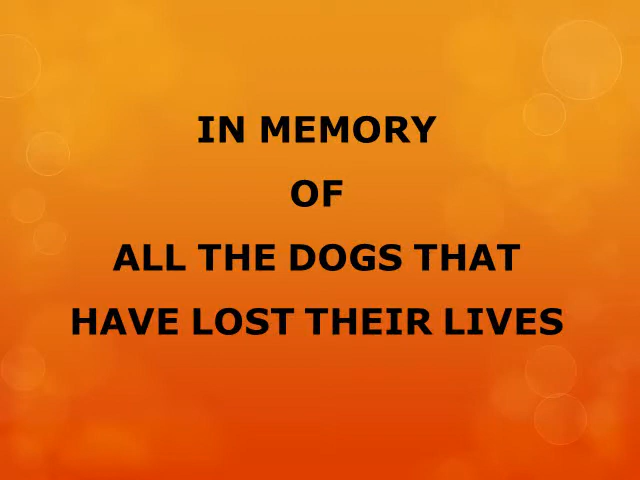 IN MEMORY
OF
ALL THE DOGS THAT
HAVE LOST THEIR LIVES